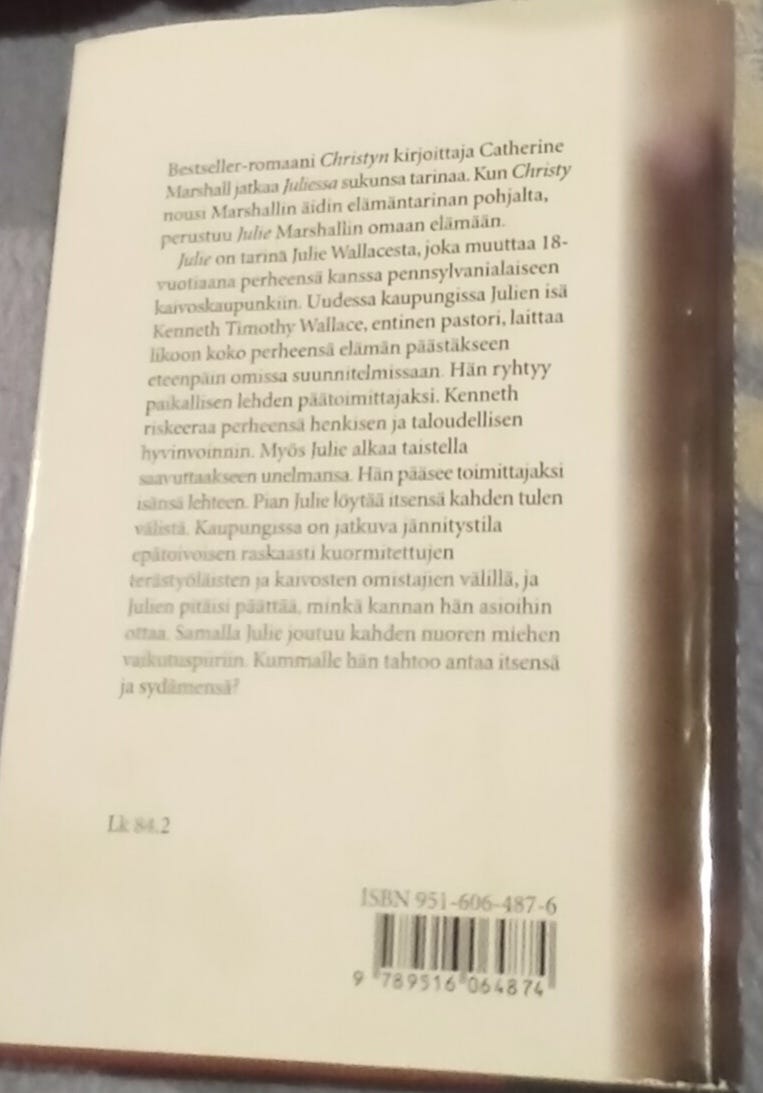 Bestseller-romaani Christyn kirjoittaja Catherine
Marshall jatkaa Juliessa sukunsa tarinaa. Kun Christy
nousi Marshallin äidin elämäntarinan pohjalta,
perustuu Julie Marshallin omaan elämään.
Julie on tarina Julie Wallacesta, joka muuttaa 18-
vuotiaana perheensä kanssa pennsylvanialaiseen
kaivoskaupunkiin. Uudessa kaupungissa Julien isä
Kenneth Timothy Wallace, entinen pastori, laittaa
likoon koko perheensä elämän päästäkseen
eteenpäin omissa suunnitelmissaan. Hän ryhtyy
paikallisen lehden päätoimittajaksi. Kenneth
riskeeraa perheensä henkisen ja taloudellisen
hyvinvoinnin. Myös Julie alkaa taistella
saavuttaakseen unelmansa. Hän pääsee toimittajaksi
isänsä lehteen. Pian Julie löytää itsensä kahden tulen
välistä. Kaupungissa on jatkuva jännitystila
epätoivoisen raskaasti kuormitettujen
terästyöläisten ja kaivosten omistajien välillä, ja
Julien pitäisi päättää, minkä kannan hän asioihin
ottaa. Samalla Julie joutuu kahden nuoren miehen
vaikutuspiiriin. Kummalle hän tahtoo antaa itsensä
ja sydämensä?
Lk 84.2
ISBN 951-606-487-6
9 789516 064874